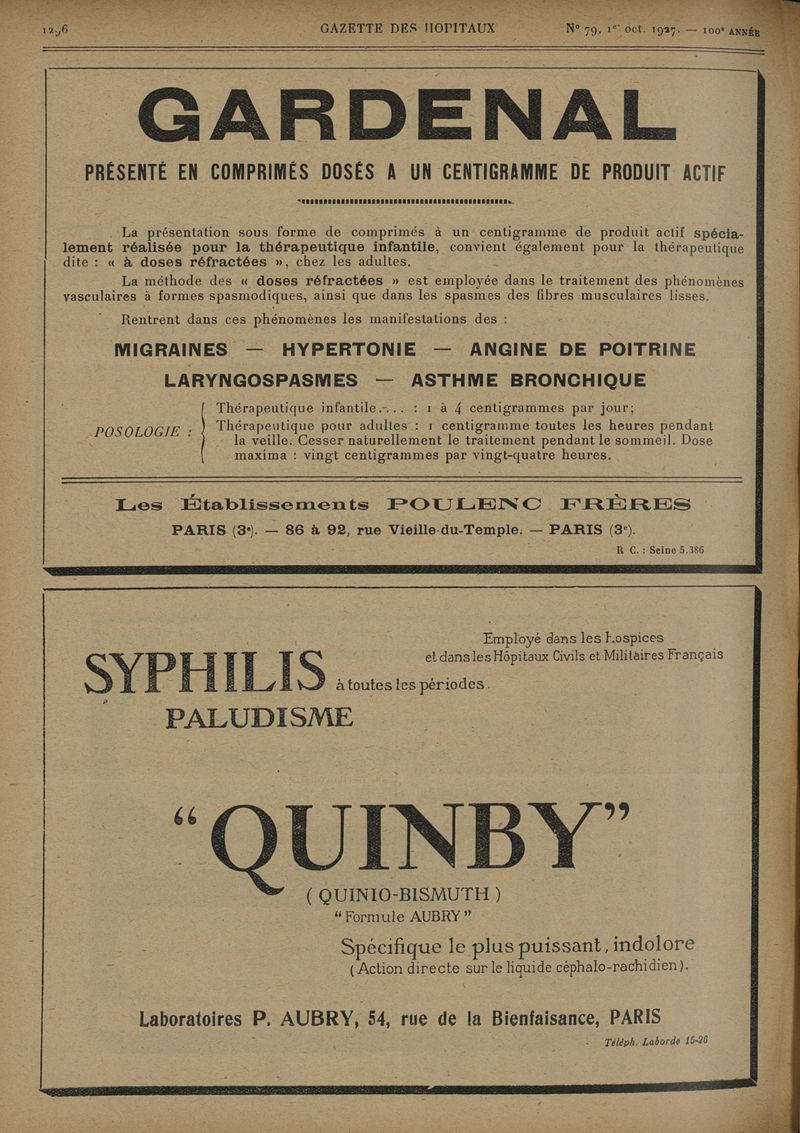 1296
GAZETTE DES HOPITAUX
N° 79. 1er oct. 1927. — 100e ANNÉE
GARDENAL
PRÉSENTÉ EN COMPRIMÉS DOSÉS A UN CENTIGRAMME DE PRODUIT ACTIF
La présentation sous forme de comprimés à un centigramme de produit actif spécia-
lement réalisée pour la thérapeutique infantile, convient également pour la thérapeutique
dite : « à doses réfractées », chez les adultes.
La méthode des « doses réfractées » est employée dans le traitement des phénomènes
vasculaires à formes spasmodiques, ainsi que dans les spasmes des fibres musculaires lisses.
Rentrent dans ces phénomènes les manifestations des :
MIGRAINES — HYPERTONIE — ANGINE DE POITRINE
LARYNGOSPASMES — ASTHME BRONCHIQUE
POSOLOGIE :
Thérapeutique infantile.... : 1 à 4 centigrammes par jour;
Thérapeutique pour adultes : 1 centigramme toutes les heures pendant
la veille. Cesser naturellement le traitement pendant le sommeil. Dose
maxima : vingt centigrammes par vingt-quatre heures.
Les Établissements POULENC FRÈRES
PARIS (3e). — 86 à 92, rue Vieille-du-Temple. — PARIS (3e).
R C. : Seine 5.386
Employé dans les Hospices
et dans les Hôpitaux Civils et Militaires Français
SYPHILIS à toutes les périodes.
PALUDISME
“QUINBY”
( QUINIO-BISMUTH )
“ Formule AUBRY ”
Spécifique le plus puissant, indolore
( Action directe sur le liquide céphalo-rachidien ).
Laboratoires P. AUBRY, 54, rue de la Bienfaisance, PARIS
Téléph. Laborde 15-26